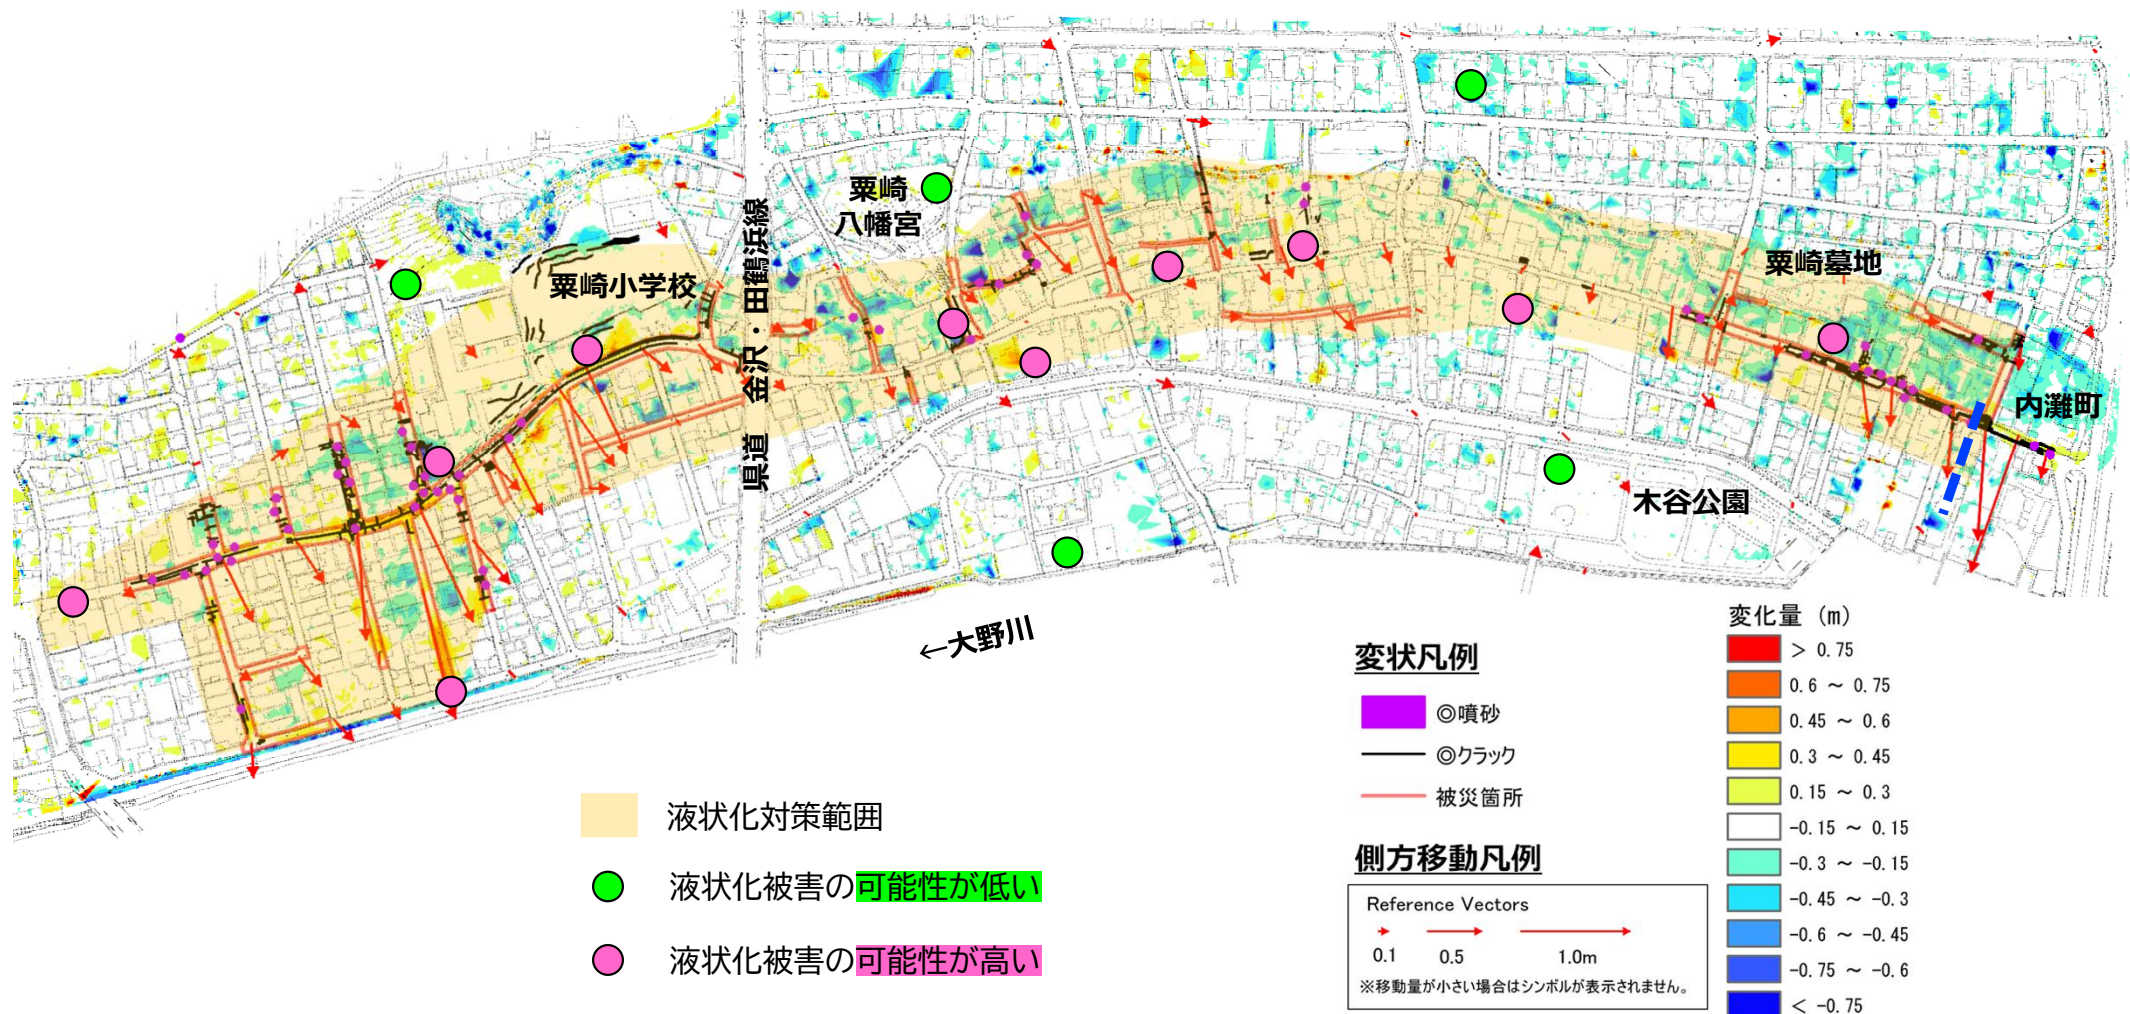 粟崎
八幡宮
粟崎小学校
県道 金沢・田鶴浜線
粟崎墓地
内灘町
木谷公園
←大野川
液状化対策範囲
液状化被害の可能性が低い
液状化被害の可能性が高い
変状凡例
◎噴砂
◎クラック
被災箇所
側方移動凡例
Reference Vectors
0.1 0.5 1.0m
※移動量が小さい場合はシンボルが表示されません。
変化量 (m)
> 0.75
0.6 ~ 0.75
0.45 ~ 0.6
0.3 ~ 0.45
0.15 ~ 0.3
-0.15 ~ 0.15
-0.3 ~ -0.15
-0.45 ~ -0.3
-0.6 ~ -0.45
-0.75 ~ -0.6
< -0.75